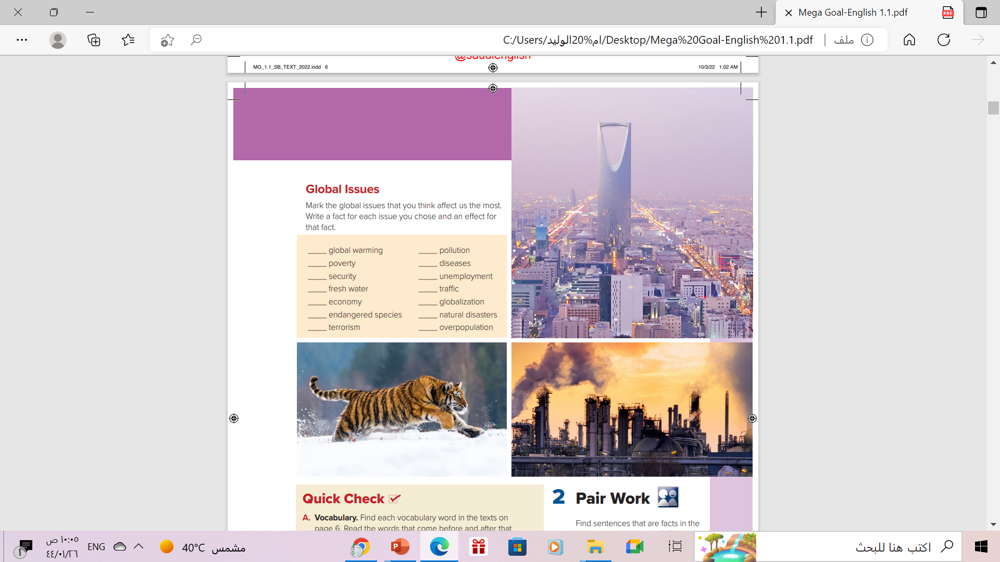 Mega Goal-English 1.1.pdf
PDF
C:/Users/ام%20الوليد/Desktop/Mega%20Goal-English%201.1.pdf
ملف
@saudienglish
MG_1.1_SB_TEXT_2022.indd 6
10/3/22 1:02 AM
Global Issues
Mark the global issues that you think affect us the most.
Write a fact for each issue you chose and an effect for
that fact.
____ global warming
____ poverty
____ security
____ fresh water
____ economy
____ endangered species
____ terrorism
____ pollution
____ diseases
____ unemployment
____ traffic
____ globalization
____ natural disasters
____ overpopulation
Quick Check
A. Vocabulary. Find each vocabulary word in the texts on
page 6. Read the words that come before and after that
2 Pair Work
Find sentences that are facts in the
١٠:٠٥ ص
٤٤/٠١/٢٦
١
ENG
40°C مشمس
اكتب هنا للبحث